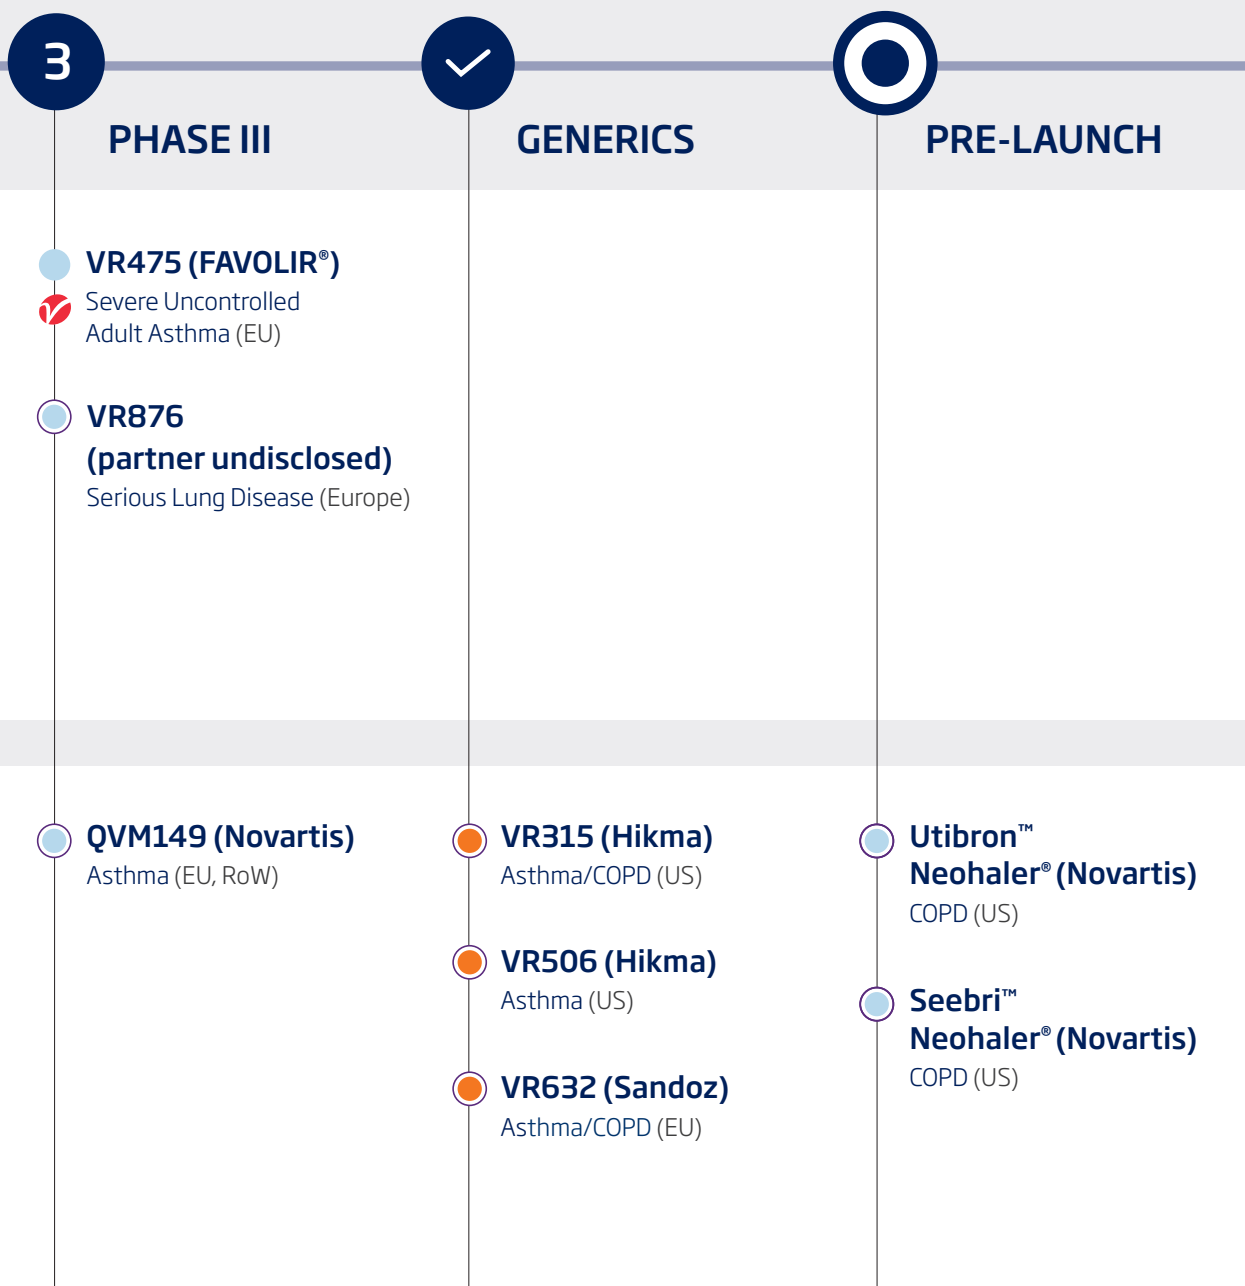 3
PHASE III
GENERICS
PRE-LAUNCH
VR475 (FAVOLIR®)
Severe Uncontrolled
Adult Asthma (EU)
VR876
(partner undisclosed)
Serious Lung Disease (Europe)
QVM149 (Novartis)
Asthma (EU, RoW)
VR315 (Hikma)
Asthma/COPD (US)
VR506 (Hikma)
Asthma (US)
VR632 (Sandoz)
Asthma/COPD (EU)
Utibron™
Neohaler® (Novartis)
COPD (US)
Seebri™
Neohaler® (Novartis)
COPD (US)